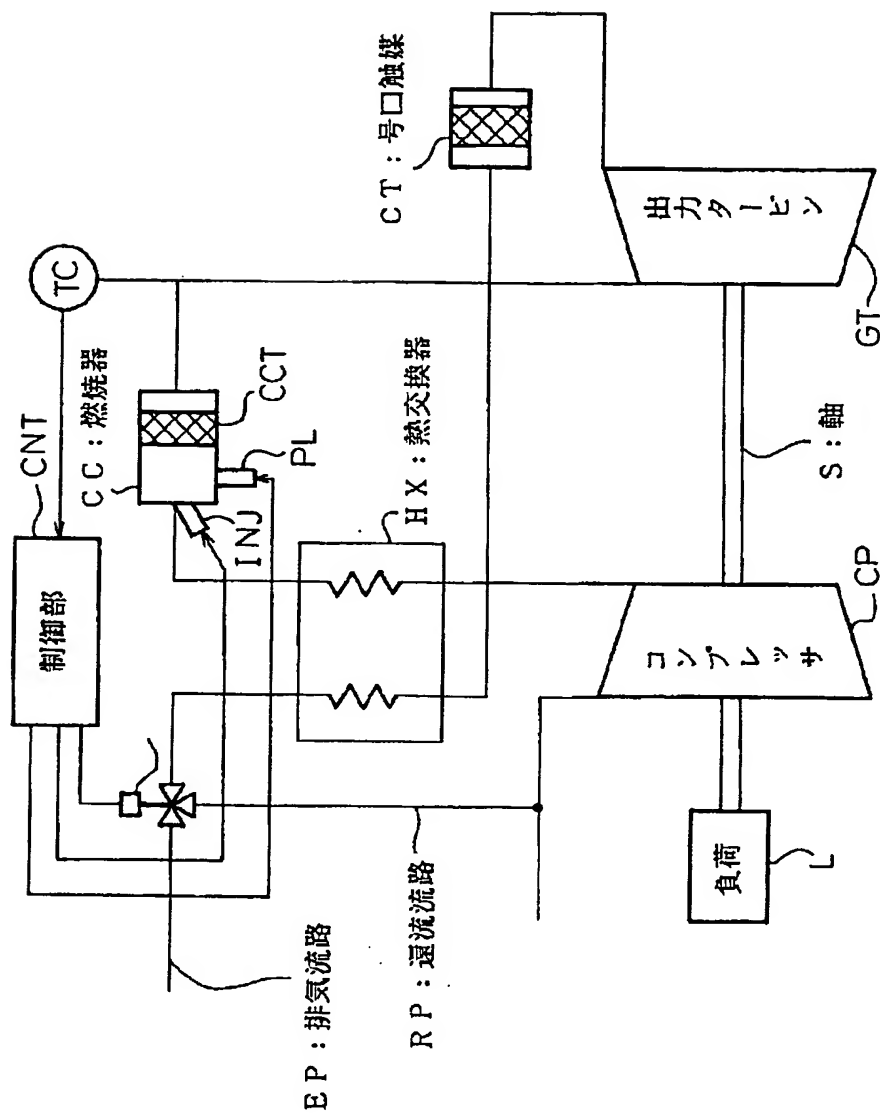 制御部
CNT
TC
CC：燃焼器
CCT
PL
INJ
CT：号口触媒
HX：熱交換器
EP：排気流路
RP：還流流路
負荷
L
コンプレッサ
CP
S：軸
出力タービン
GT